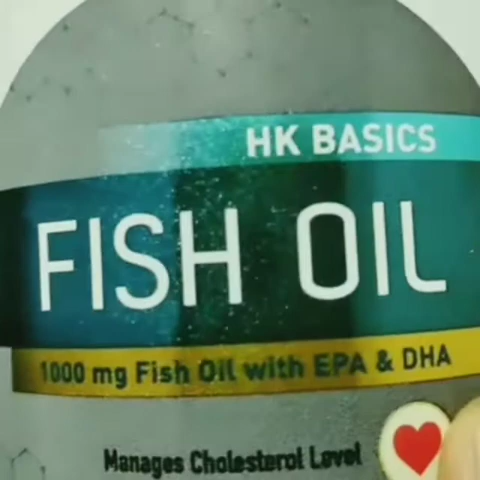 HK BASICS
FISH OIL
1000 mg Fish Oil with EPA & DHA
Manages Cholesterol Level